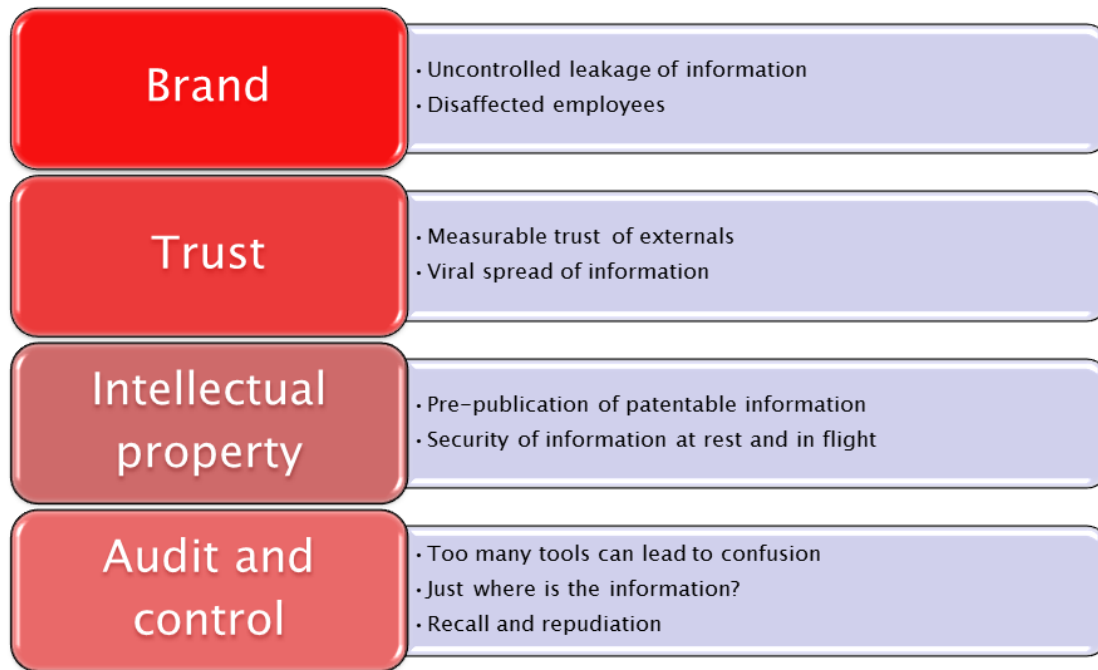 Brand
• Uncontrolled leakage of information
• Disaffected employees
Trust
• Measurable trust of externals
• Viral spread of information
Intellectual
property
• Pre-publication of patentable information
• Security of information at rest and in flight
Audit and
control
• Too many tools can lead to confusion
• Just where is the information?
• Recall and repudiation